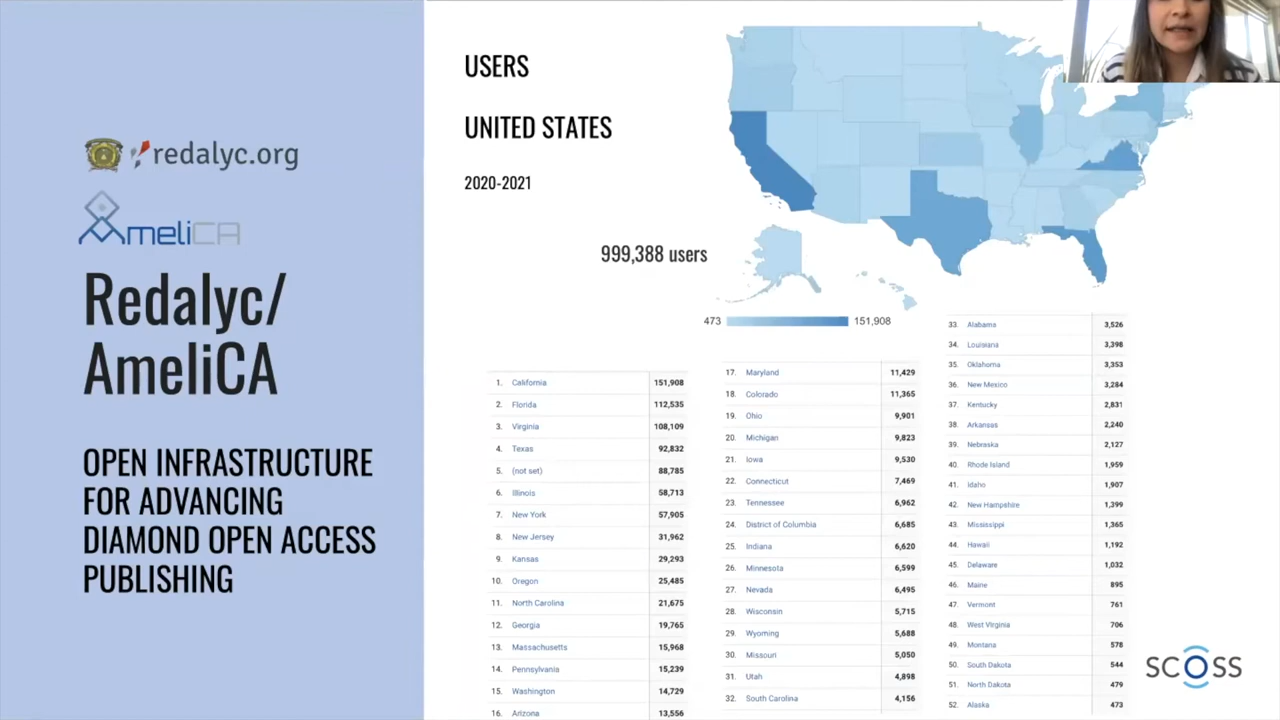 redalyc.org
AmeliCA
Redalyc/
AmeliCA
OPEN INFRASTRUCTURE
FOR ADVANCING
DIAMOND OPEN ACCESS
PUBLISHING
USERS
UNITED STATES
2020-2021
999,388 users
473 151,908
1. California 151,908
2. Florida 112,535
3. Virginia 108,109
4. Texas 92,832
5. (not set) 88,785
6. Illinois 58,713
7. New York 57,905
8. New Jersey 31,962
9. Kansas 29,293
10. Oregon 25,485
11. North Carolina 21,675
12. Georgia 19,765
13. Massachusetts 15,968
14. Pennsylvania 15,239
15. Washington 14,729
16. Arizona 13,556
17. Maryland 11,429
18. Colorado 11,365
19. Ohio 9,901
20. Michigan 9,823
21. Iowa 9,530
22. Connecticut 7,469
23. Tennessee 6,962
24. District of Columbia 6,685
25. Indiana 6,620
26. Minnesota 6,599
27. Nevada 6,495
28. Wisconsin 5,715
29. Wyoming 5,688
30. Missouri 5,050
31. Utah 4,898
32. South Carolina 4,156
33. Alabama 3,526
34. Louisiana 3,398
35. Oklahoma 3,353
36. New Mexico 3,284
37. Kentucky 2,831
38. Arkansas 2,240
39. Nebraska 2,127
40. Rhode Island 1,959
41. Idaho 1,907
42. New Hampshire 1,399
43. Mississippi 1,365
44. Hawaii 1,192
45. Delaware 1,032
46. Maine 895
47. Vermont 761
48. West Virginia 706
49. Montana 578
50. South Dakota 544
51. North Dakota 479
52. Alaska 473
SCOSS